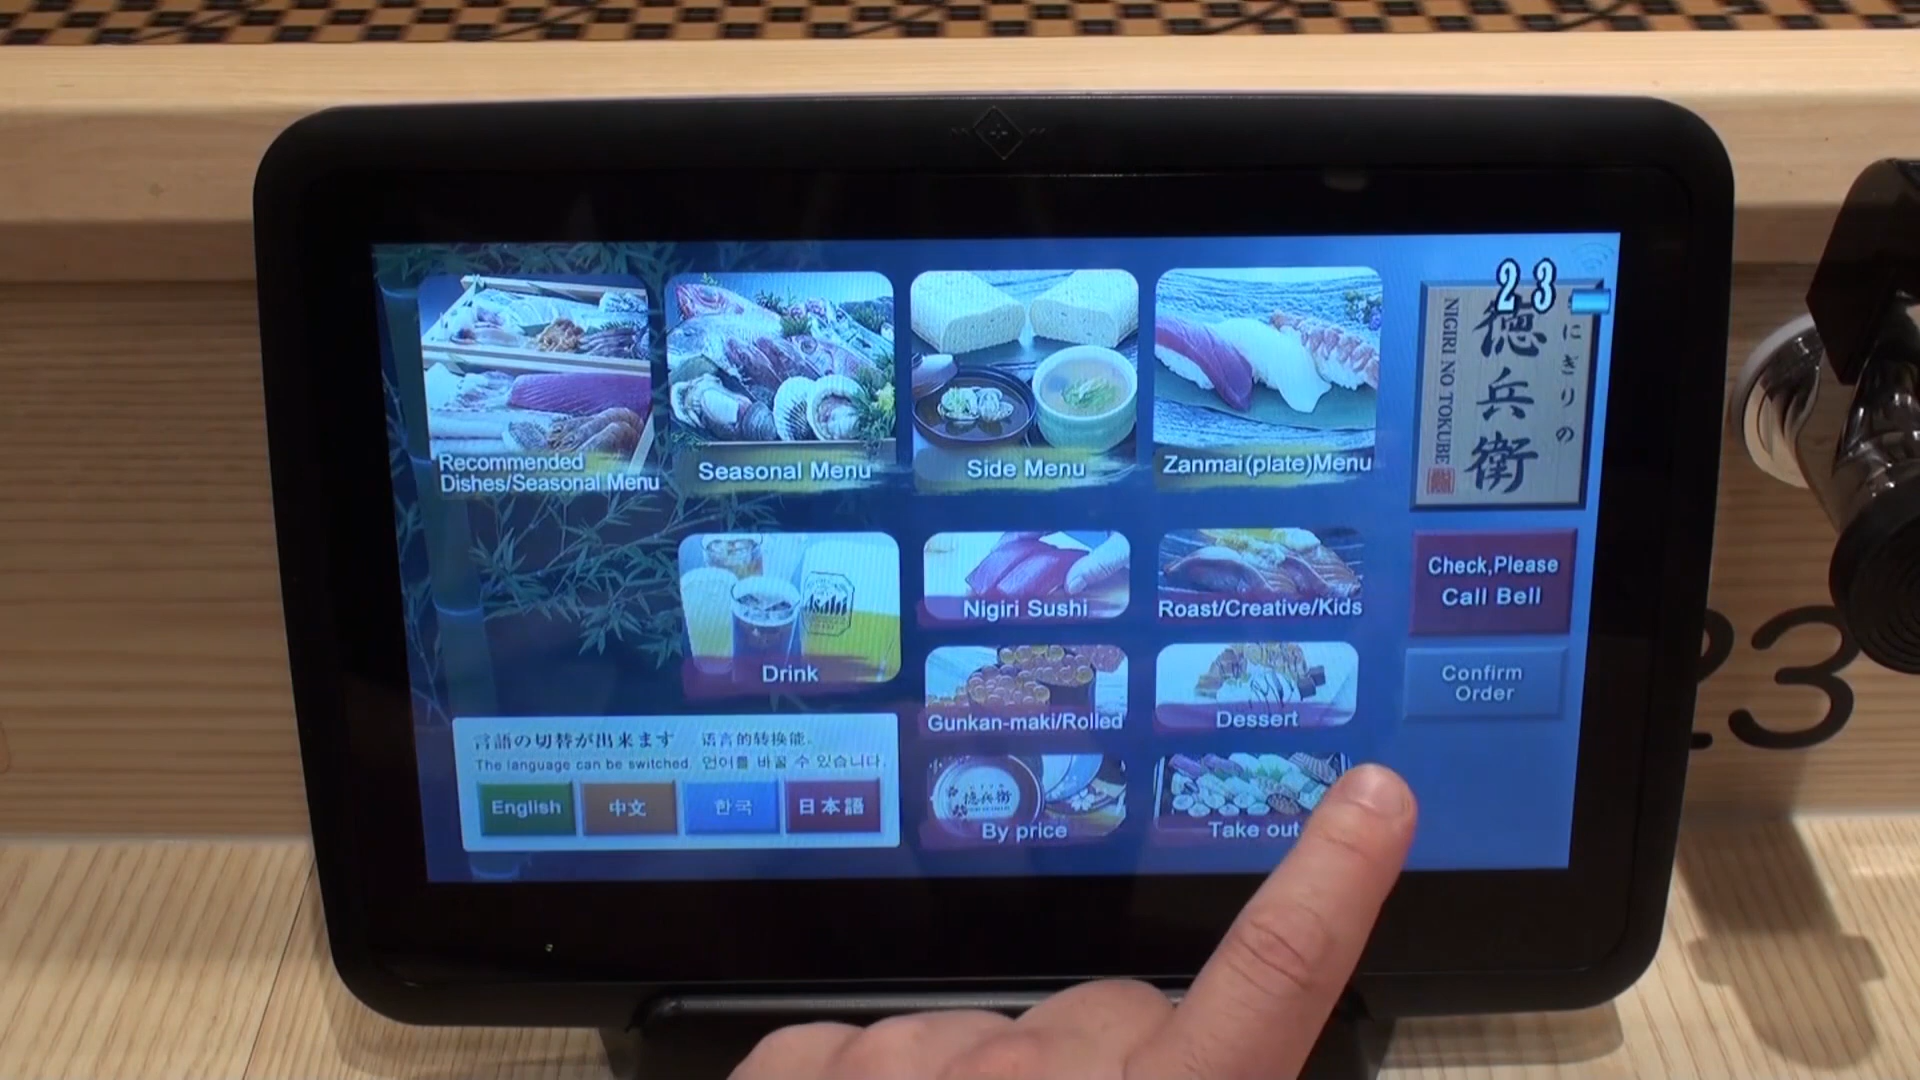 23
にぎりの
徳兵衛
NIGIRI NO TOKUBE
Recommended
Dishes/Seasonal Menu
Seasonal Menu
Side Menu
Zanmai(plate)Menu
Check,Please
Call Bell
Asahi
Drink
Nigiri Sushi
Roast/Creative/Kids
Confirm
Order
Gunkan-maki/Rolled
Dessert
言語の切替が出来ます
语言的转换能.
The language can be switched.
언어를 바꿀 수 있습니다.
English
中文
한국
日本語
徳兵衛
By price
Take out
23